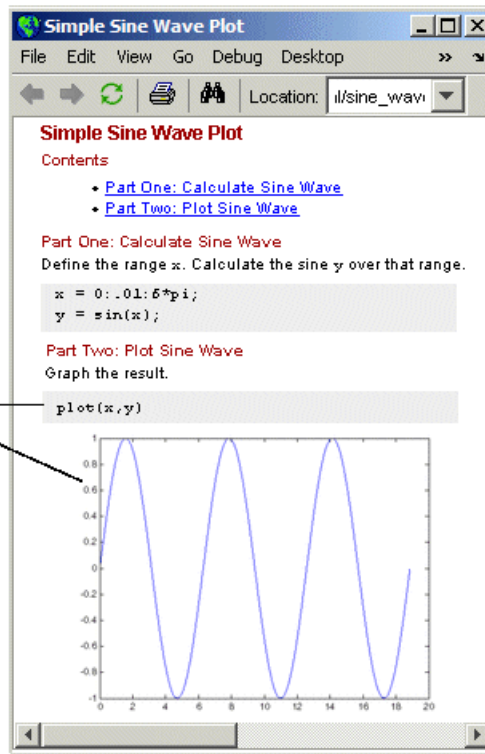 Simple Sine Wave Plot
File Edit View Go Debug Desktop »
Location: il/sine_wav
Simple Sine Wave Plot
Contents
• Part One: Calculate Sine Wave
• Part Two: Plot Sine Wave
Part One: Calculate Sine Wave
Define the range x. Calculate the sine y over that range.
x = 0:.01:6*pi;
y = sin(x);
Part Two: Plot Sine Wave
Graph the result.
plot(x,y)
1
0.8
0.6
0.4
0.2
0
-0.2
-0.4
-0.6
-0.8
-1
0 2 4 6 8 10 12 14 16 18 20